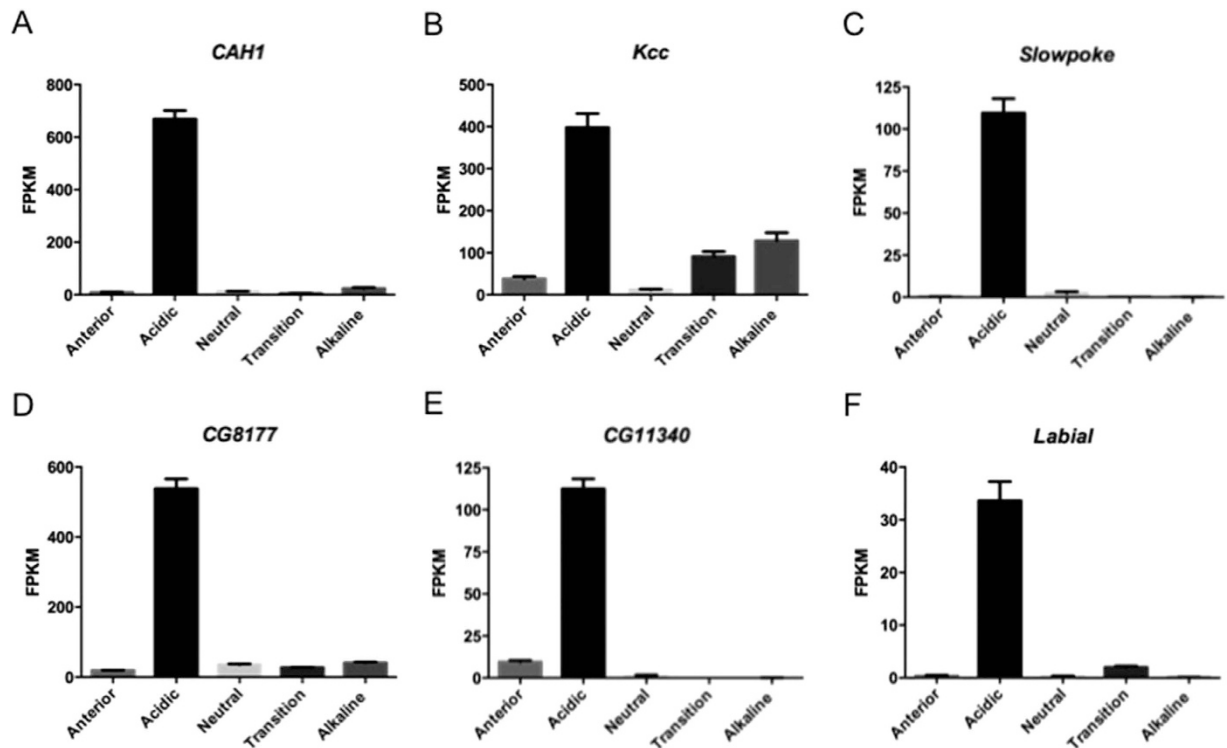 A
CAH1
800
600
400
200
0
FPKM
Anterior
Acidic
Neutral
Transition
Alkaline
B
Kcc
500
400
300
200
100
0
FPKM
Anterior
Acidic
Neutral
Transition
Alkaline
C
Slowpoke
125
100
75
50
25
0
FPKM
Anterior
Acidic
Neutral
Transition
Alkaline
D
CG8177
600
400
200
0
FPKM
Anterior
Acidic
Neutral
Transition
Alkaline
E
CG11340
125
100
75
50
25
0
FPKM
Anterior
Acidic
Neutral
Transition
Alkaline
F
Labial
40
30
20
10
0
FPKM
Anterior
Acidic
Neutral
Transition
Alkaline